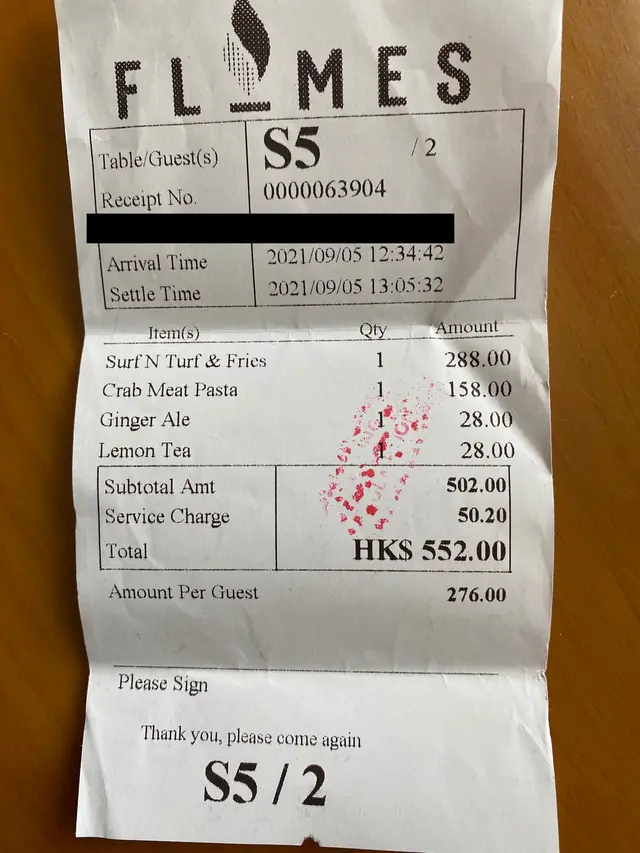 FLAMES
Table/Guest(s) S5 / 2
Receipt No. 0000063904
Arrival Time 2021/09/05 12:34:42
Settle Time 2021/09/05 13:05:32
Item(s) Qty Amount
Surf N Turf & Fries 1 288.00
Crab Meat Pasta 1 158.00
Ginger Ale 1 28.00
Lemon Tea 1 28.00
Subtotal Amt 502.00
Service Charge 50.20
Total HK$ 552.00
Amount Per Guest 276.00
Please Sign
Thank you, please come again
S5 / 2